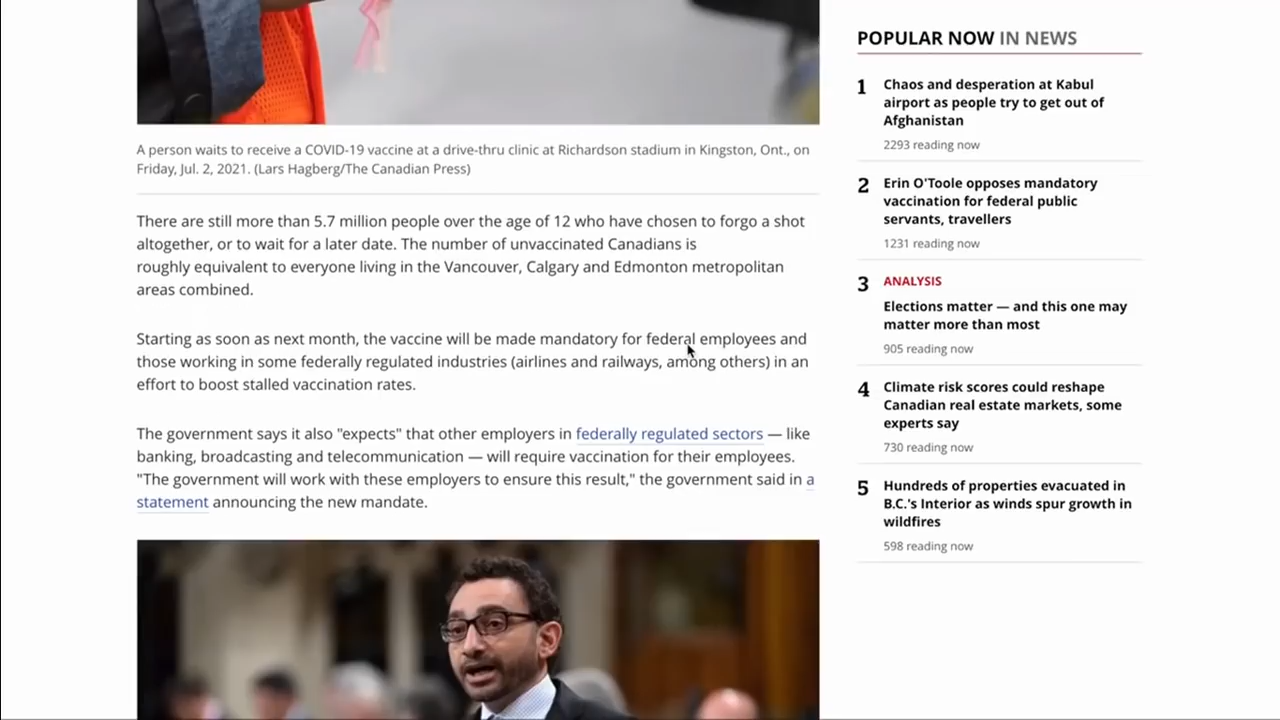 A person waits to receive a COVID-19 vaccine at a drive-thru clinic at Richardson stadium in Kingston, Ont., on
Friday, Jul. 2, 2021. (Lars Hagberg/The Canadian Press)
There are still more than 5.7 million people over the age of 12 who have chosen to forgo a shot
altogether, or to wait for a later date. The number of unvaccinated Canadians is
roughly equivalent to everyone living in the Vancouver, Calgary and Edmonton metropolitan
areas combined.
Starting as soon as next month, the vaccine will be made mandatory for federal employees and
those working in some federally regulated industries (airlines and railways, among others) in an
effort to boost stalled vaccination rates.
The government says it also "expects" that other employers in federally regulated sectors — like
banking, broadcasting and telecommunication — will require vaccination for their employees.
"The government will work with these employers to ensure this result," the government said in a
statement announcing the new mandate.
POPULAR NOW IN NEWS
1 Chaos and desperation at Kabul
airport as people try to get out of
Afghanistan
2293 reading now
2 Erin O'Toole opposes mandatory
vaccination for federal public
servants, travellers
1231 reading now
3 ANALYSIS
Elections matter — and this one may
matter more than most
905 reading now
4 Climate risk scores could reshape
Canadian real estate markets, some
experts say
730 reading now
5 Hundreds of properties evacuated in
B.C.'s Interior as winds spur growth in
wildfires
598 reading now